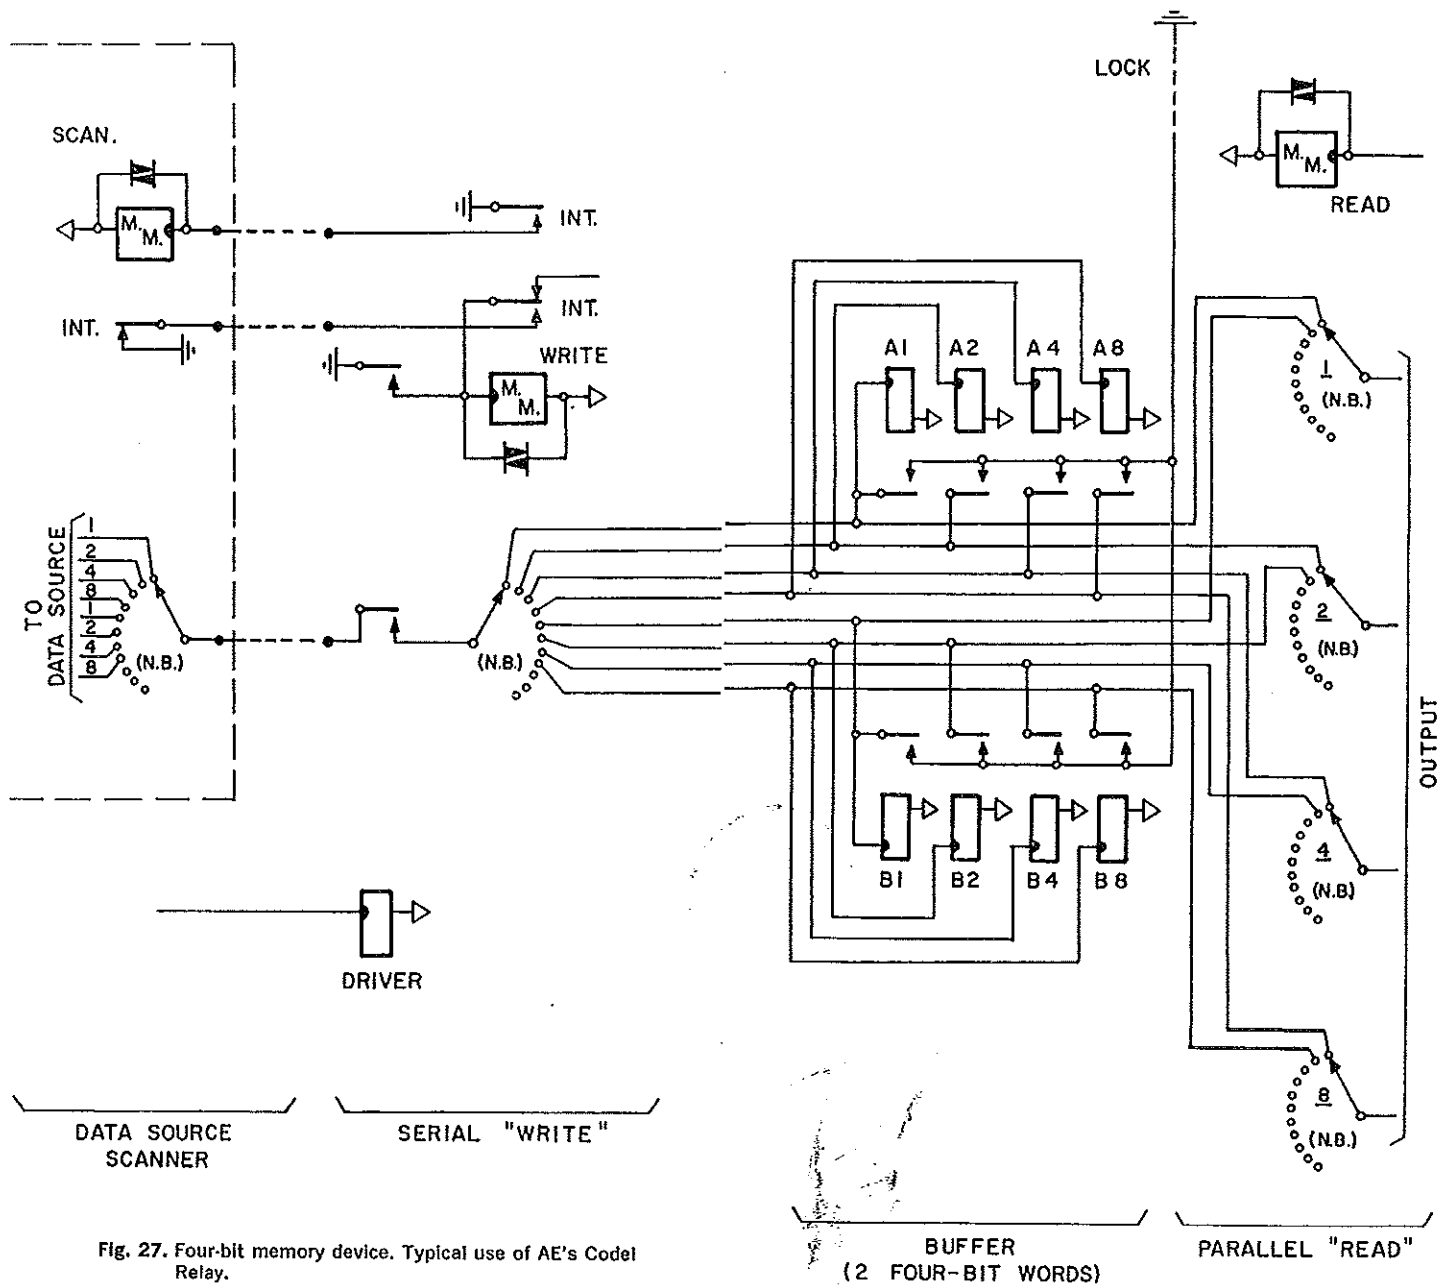 LOCK
SCAN.
M.
M.
INT.
INT.
INT.
WRITE
M.
M.
M.
M.
READ
A1 A2 A4 A8
1
(N.B.)
TO
DATA SOURCE
1
2
4
8
1
2
4
8
(N.B.)
(N.B.)
2
(N.B.)
OUTPUT
4
(N.B.)
B1 B2 B4 B8
DRIVER
8
(N.B.)
DATA SOURCE
SCANNER
SERIAL "WRITE"
BUFFER
(2 FOUR-BIT WORDS)
PARALLEL "READ"
Fig. 27. Four-bit memory device. Typical use of AE's Codel
Relay.